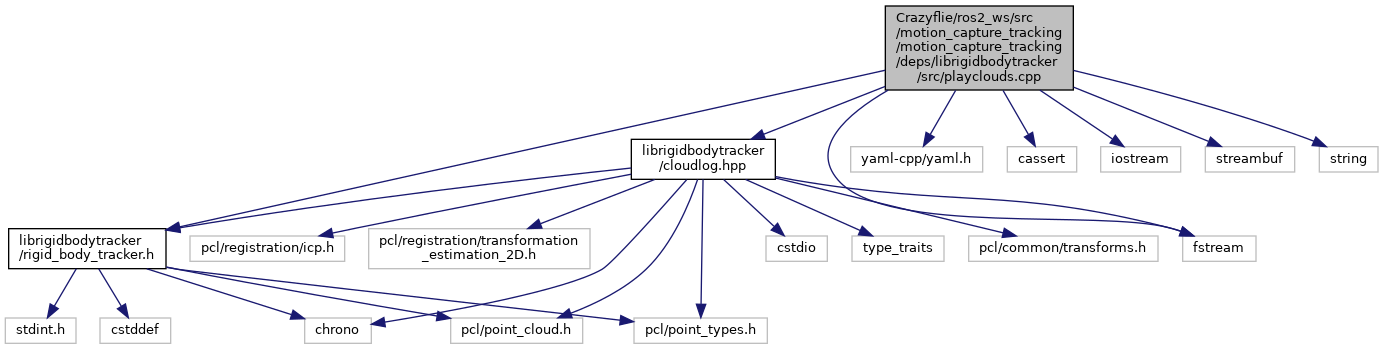 Crazyflie/ros2_ws/src
/motion_capture_tracking
/motion_capture_tracking
/deps/librigidbodytracker
/src/playclouds.cpp
librigidbodytracker
/cloudlog.hpp
yaml-cpp/yaml.h
cassert
iostream
streambuf
string
librigidbodytracker
/rigid_body_tracker.h
pcl/registration/icp.h
pcl/registration/transformation
_estimation_2D.h
cstdio
type_traits
pcl/common/transforms.h
fstream
stdint.h
cstddef
chrono
pcl/point_cloud.h
pcl/point_types.h